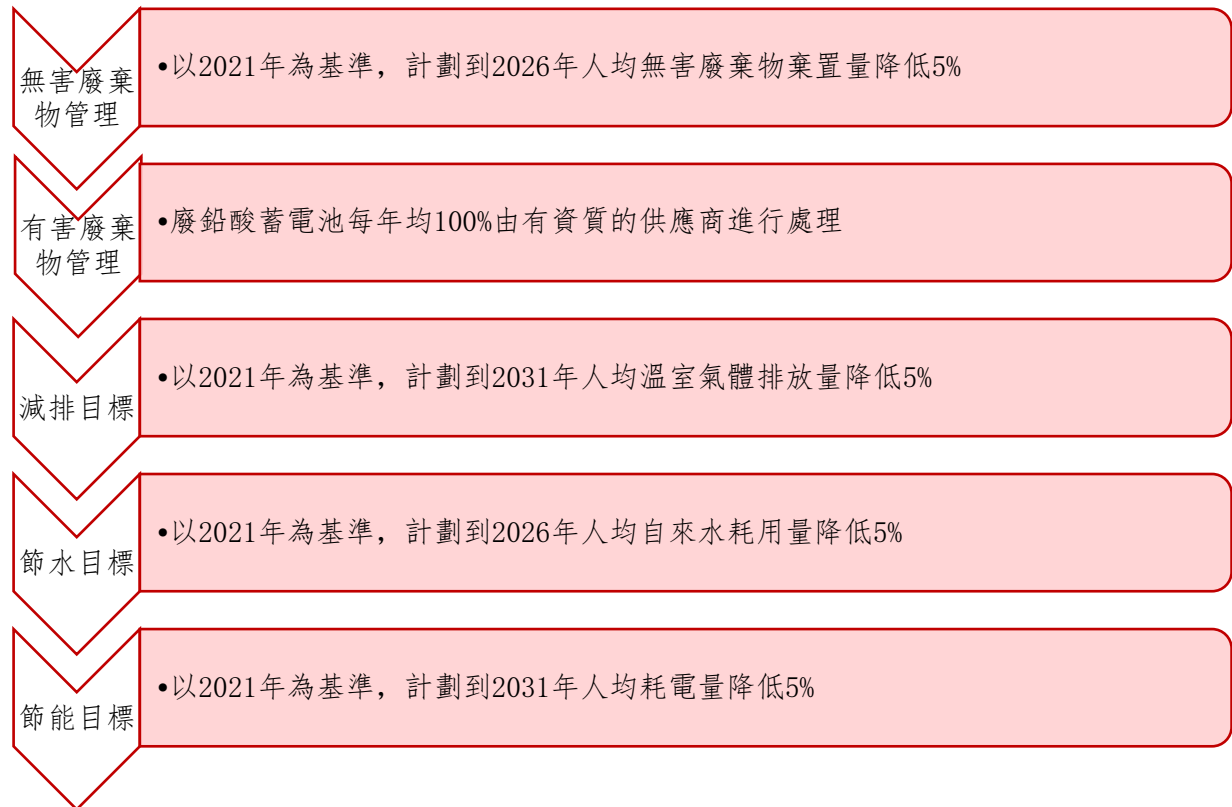 無害廢棄
物管理
•以2021年為基準，計劃到2026年人均無害廢棄物棄置量降低5%
有害廢棄
物管理
•廢鉛酸蓄電池每年均100%由有資質的供應商進行處理
減排目標
•以2021年為基準，計劃到2031年人均溫室氣體排放量降低5%
節水目標
•以2021年為基準，計劃到2026年人均自來水耗用量降低5%
節能目標
•以2021年為基準，計劃到2031年人均耗電量降低5%